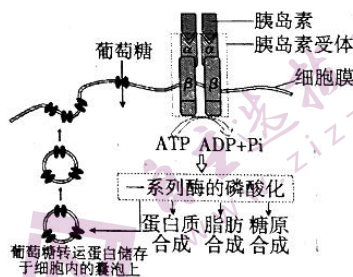 胰岛素
胰岛素受体
葡萄糖
细胞膜
α
α
β
β
ATP ADP+Pi
一系列酶的磷酸化
蛋白质 脂肪 糖原
合成 合成 合成
葡萄糖转运蛋白储存
于细胞内的囊泡上